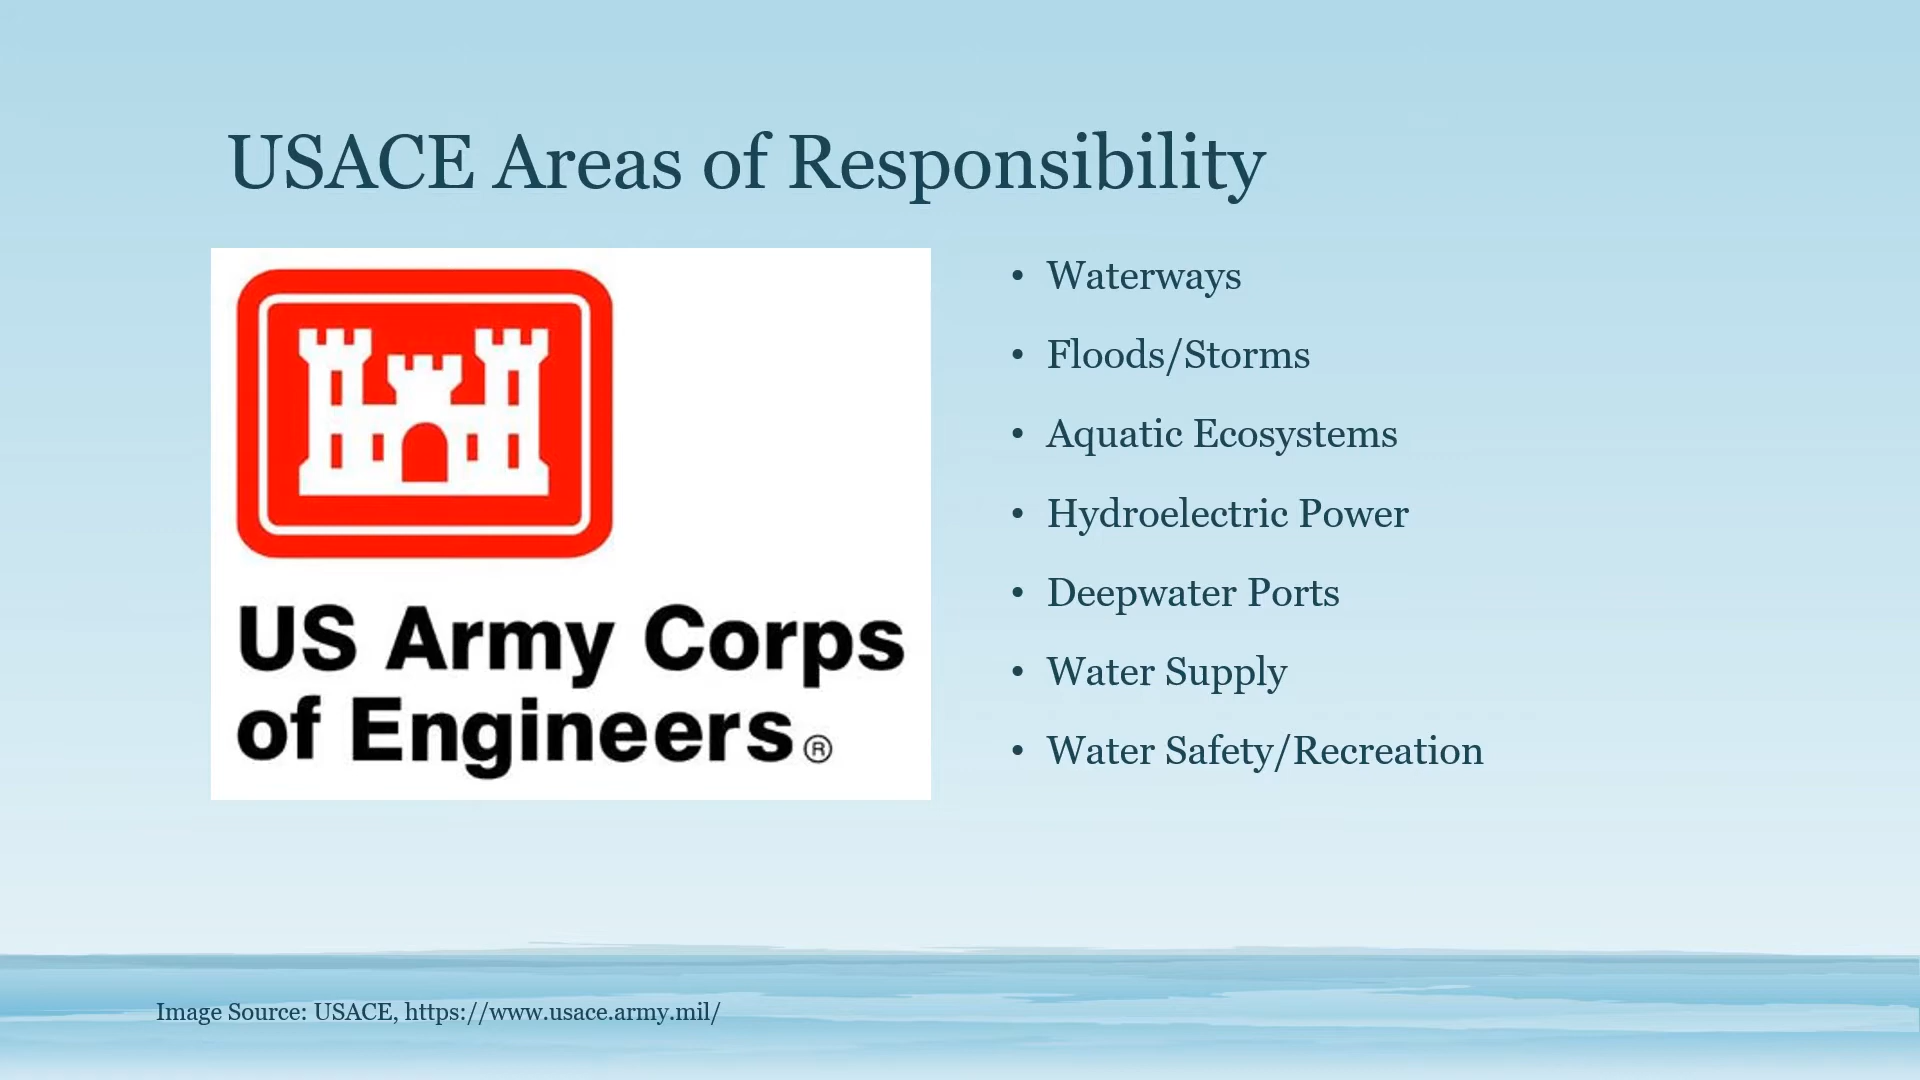 USACE Areas of Responsibility
US Army Corps
of Engineers®
• Waterways
• Floods/Storms
• Aquatic Ecosystems
• Hydroelectric Power
• Deepwater Ports
• Water Supply
• Water Safety/Recreation
Image Source: USACE, https://www.usace.army.mil/